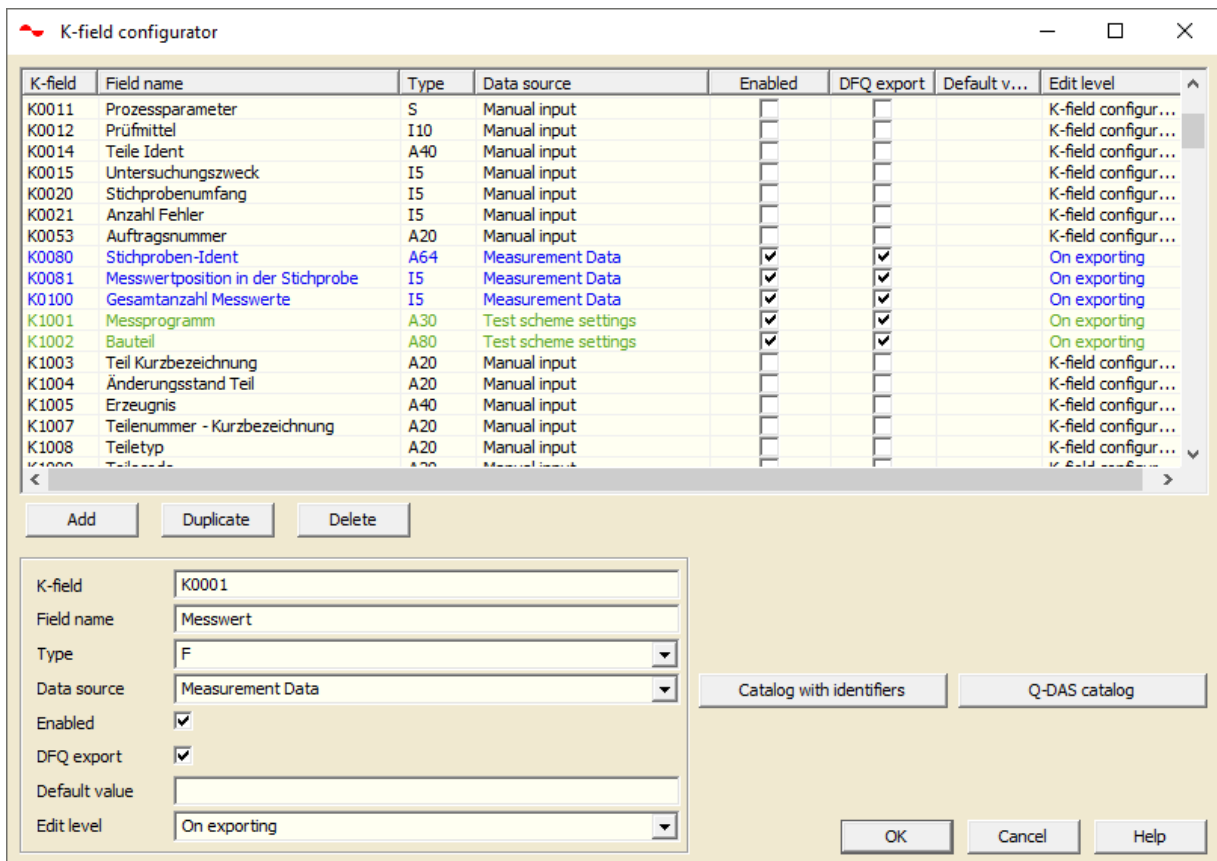 K-field configurator
K-field Field name Type Data source Enabled DFQ export Default v... Edit level
K0011 Prozessparameter S Manual input K-field configur...
K0012 Prüfmittel I10 Manual input K-field configur...
K0014 Teile Ident A40 Manual input K-field configur...
K0015 Untersuchungszweck I5 Manual input K-field configur...
K0020 Stichprobenumfang I5 Manual input K-field configur...
K0021 Anzahl Fehler I5 Manual input K-field configur...
K0053 Auftragsnummer A20 Manual input K-field configur...
K0080 Stichproben-Ident A64 Measurement Data On exporting
K0081 Messwertposition in der Stichprobe I5 Measurement Data On exporting
K0100 Gesamtanzahl Messwerte I5 Measurement Data On exporting
K1001 Messprogramm A30 Test scheme settings On exporting
K1002 Bauteil A80 Test scheme settings On exporting
K1003 Teil Kurzbezeichnung A20 Manual input K-field configur...
K1004 Änderungsstand Teil A20 Manual input K-field configur...
K1005 Erzeugnis A40 Manual input K-field configur...
K1007 Teilenummer - Kurzbezeichnung A20 Manual input K-field configur...
K1008 Teiletyp A20 Manual input K-field configur...
Add Duplicate Delete
K-field K0001
Field name Messwert
Type F
Data source Measurement Data
Catalog with identifiers Q-DAS catalog
Enabled
DFQ export
Default value
Edit level On exporting
OK Cancel Help